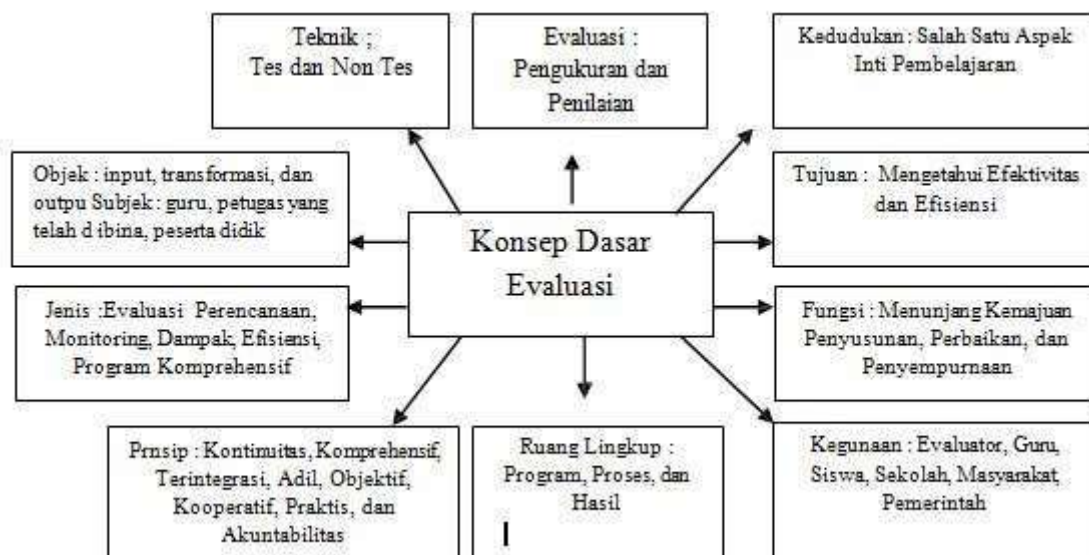 Teknik ;
Tes dan Non Tes
Evaluasi :
Pengukuran dan
Penilaian
Kedudukan : Salah Satu Aspek
Inti Pembelajaran
Objek : input, transformasi, dan
outpu Subjek : guru, petugas yang
telah d ibina, peserta didik
Konsep Dasar
Evaluasi
Tujuan : Mengetahui Efektivitas
dan Efisiensi
Jenis :Evaluasi Perencanaan,
Monitoring, Dampak, Efisiensi,
Program Komprehensif
Fungsi : Menunjang Kemajuan
Penyusunan, Perbaikan, dan
Penyempurnaan
Prnsip : Kontinuitas, Komprehensif,
Terintegrasi, Adil, Objektif,
Kooperatif, Praktis, dan
Akuntabilitas
Ruang Lingkup :
Program, Proses, dan
Hasil
Kegunaan : Evaluator, Guru,
Siswa, Sekolah, Masyarakat,
Pemerintah